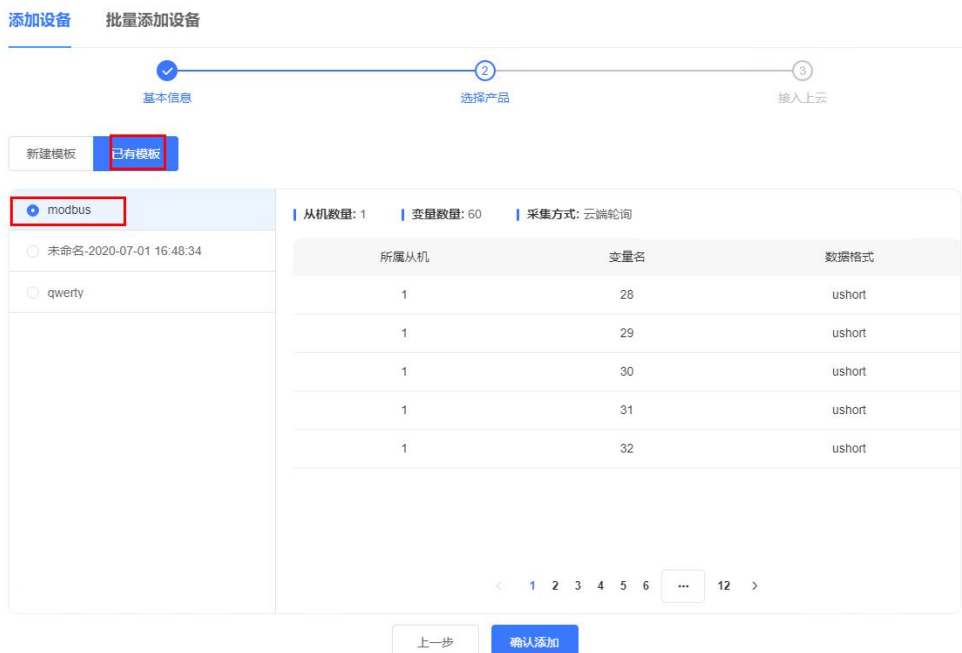 添加设备 批量添加设备
2 3
基本信息 选择产品 接入上云
新建模板 已有模板
modbus
未命名-2020-07-01 16:48:34
qwerty
从机数量: 1 变量数量: 60 采集方式: 云端轮询
所属从机 变量名 数据格式
1 28 ushort
1 29 ushort
1 30 ushort
1 31 ushort
1 32 ushort
< 1 2 3 4 5 6 ··· 12 >
上一步 确认添加